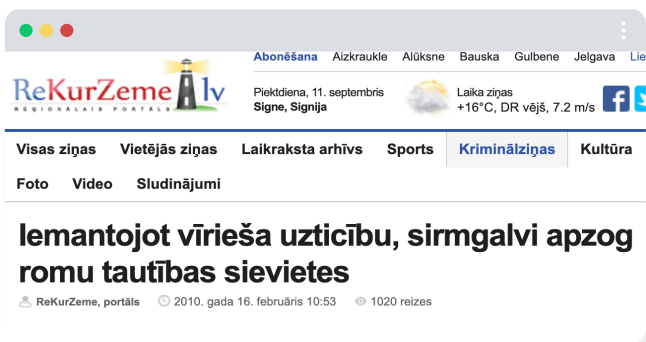 Abonēšana Aizkraukle Alūksne Bauska Gulbene Jelgava Lie
ReKurZeme lv
REĢIONĀLAIS PORTĀLS
Piektdiena, 11. septembris
Signe, Signija
Laika ziņas
+16°C, DR vējš, 7.2 m/s
Visas ziņas Vietējās ziņas Laikraksta arhīvs Sports Kriminālziņas Kultūra
Foto Video Sludinājumi
Iemantojot vīrieša uzticību, sirmgalvi apzog
romu tautības sievietes
ReKurZeme, portāls 2010. gada 16. februāris 10:53 1020 reizes